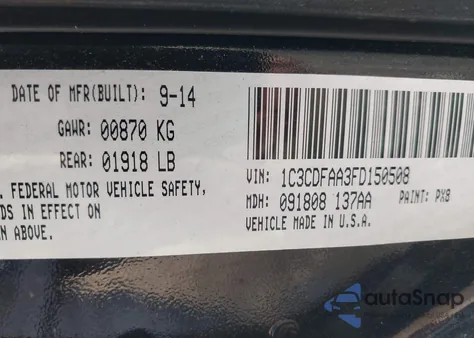 DATE OF MFR(BUILT): 9-14
GAWR: 00870 KG
REAR: 01918 LB
. FEDERAL MOTOR VEHICLE SAFETY,
DS IN EFFECT ON
N ABOVE.
VIN: 1C3CDFAA3FD150508
MDH: 091808 137AA PAINT: PX8
VEHICLE MADE IN U.S.A.
autoSnap